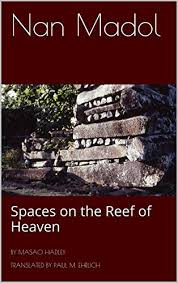 Nan Madol
Spaces on the Reef of
Heaven
BY MASAO HADLEY
TRANSLATED BY PAUL M. EHRLICH